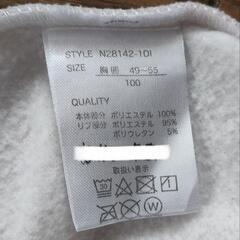 STYLE N28142-10I
SIZE 胸囲 49~55
100
QUALITY
本体部分 ポリエステル 100%
リブ部分 ポリエステル 95%
ポリウレタン 5%
取扱い表示
30
W